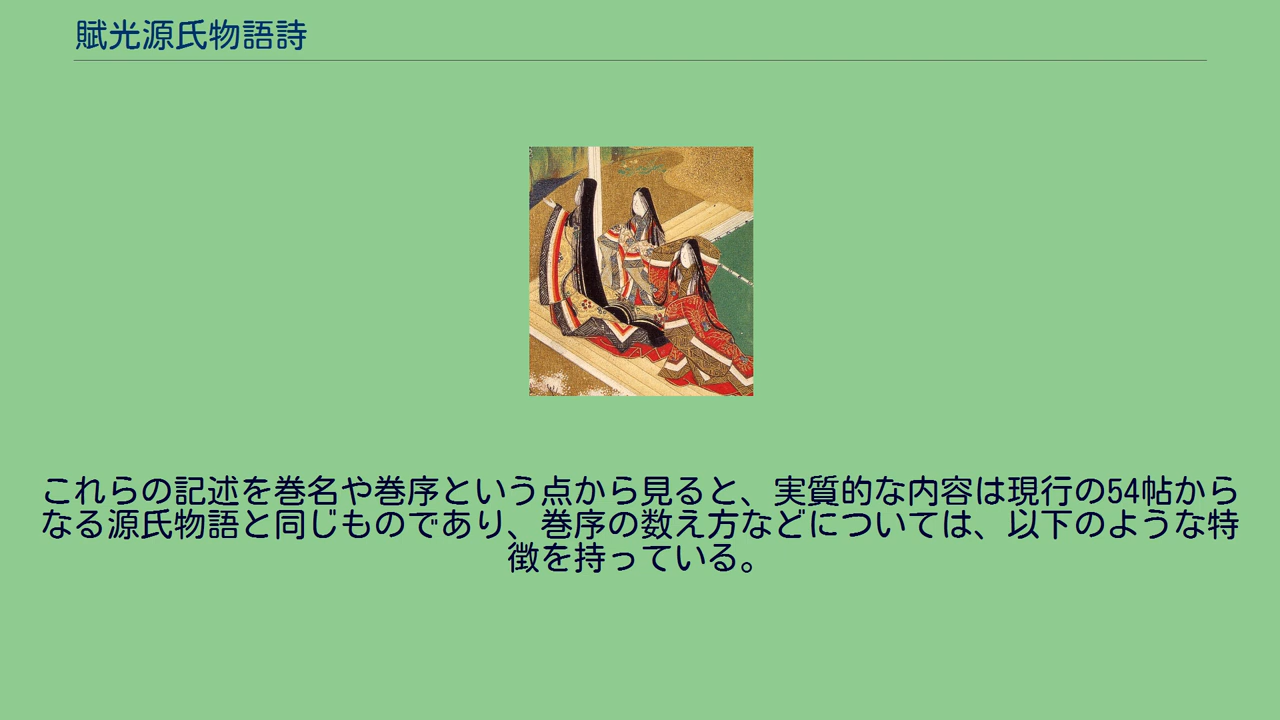 賦光源氏物語詩
これらの記述を巻名や巻序という点から見ると、実質的な内容は現行の54帖から
なる源氏物語と同じものであり、巻序の数え方などについては、以下のような特
徴を持っている。